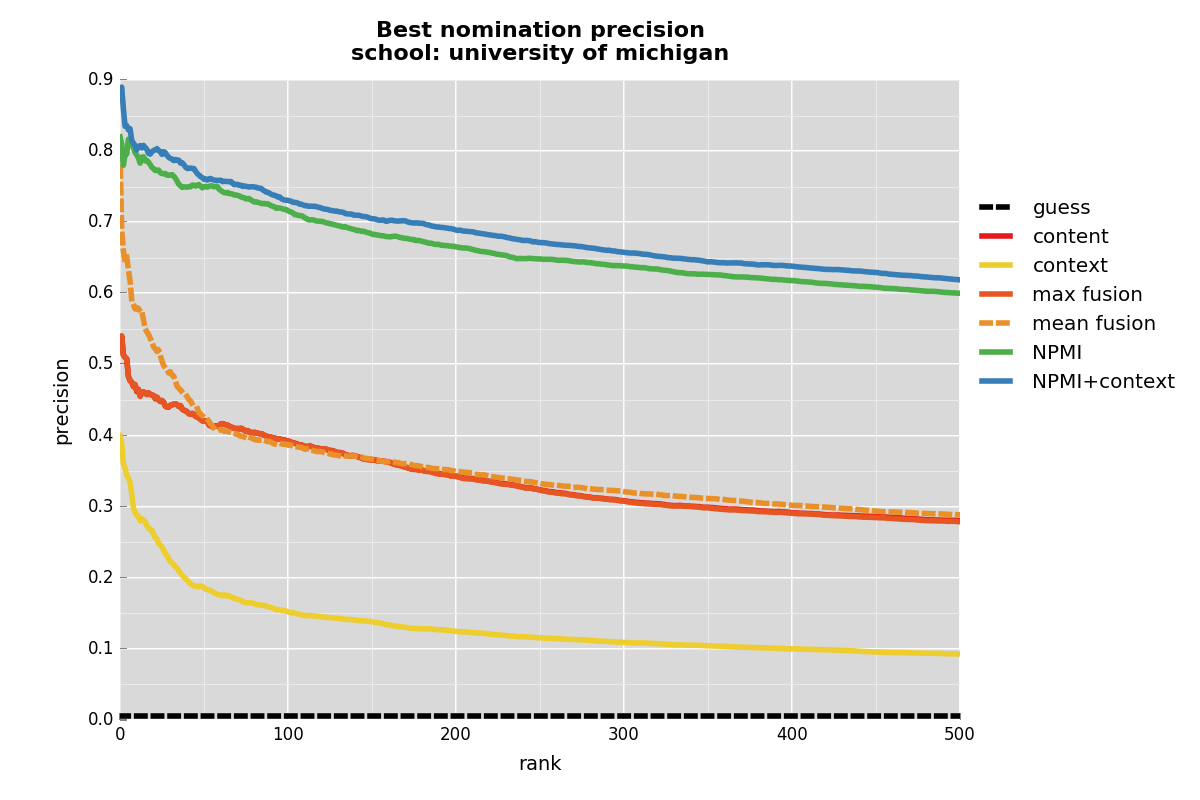 Best nomination precision
school: university of michigan
precision
0.9
0.8
0.7
0.6
0.5
0.4
0.3
0.2
0.1
0.0
0 100 200 300 400 500
rank
guess
content
context
max fusion
mean fusion
NPMI
NPMI+context